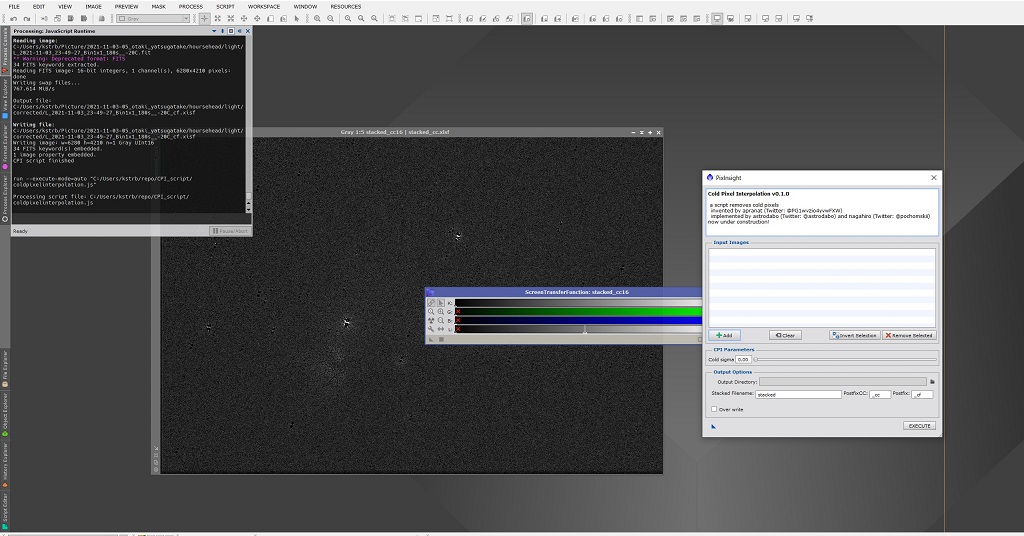 FILE EDIT VIEW IMAGE PREVIEW MASK PROCESS SCRIPT WORKSPACE WINDOW RESOURCES
Gray
Processing: JavaScript Runtime
Reading image:
C:/Users/kstrb/Picture/2021-11-03-05_otaki_yatsugatake/hoursehead/light/
L_2021-11-03_23-49-27_Bin1x1_180s__-20C.fit
** Warning: Deprecated format: FITS
34 FITS keywords extracted.
Reading FITS image: 16-bit integers, 1 channel(s), 6280x4210 pixels:
done
Writing swap files...
767.614 MiB/s
Output file:
C:/Users/kstrb/Picture/2021-11-03-05_otaki_yatsugatake/hoursehead/light/
corrected/L_2021-11-03_23-49-27_Bin1x1_180s__-20C_cf.xisf
Writing file:
C:/Users/kstrb/Picture/2021-11-03-05_otaki_yatsugatake/hoursehead/light/
corrected/L_2021-11-03_23-49-27_Bin1x1_180s__-20C_cf.xisf
Writing image: w=6280 h=4210 n=1 Gray UInt16
34 FITS keyword(s) embedded.
1 image property embedded.
CPI script finished
run --execute-mode=auto "C:/Users/kstrb/repo/CPI_script/
coldpixelinterpolation.js"
Processing script file: C:/Users/kstrb/repo/CPI_script/
coldpixelinterpolation.js
Ready
Pause/Abort
Process Console
View Explorer
Format Explorer
Process Explorer
File Explorer
Object Explorer
History Explorer
Script Editor
Gray 1:5 stacked_cc16 | stacked_cc.xisf
ScreenTransferFunction: stacked_cc16
G:
B:
L:
PixInsight
Cold Pixel Interpolation v0.1.0
a script removes cold pixels
invented by apranat (Twitter: @PG1wvzio4yvwFXW)
implemented by astrodabo (Twitter: @astrodabo) and nagahiro (Twitter: @pochomskii)
now under construction!
Input Images
Add Clear Invert Selection Remove Selected
CPI Parameters
Cold sigma 0.00
Output Options
Output Directory:
Stacked Filename: stacked PostfixCC: _cc Postfix: _cf
Over write
EXECUTE